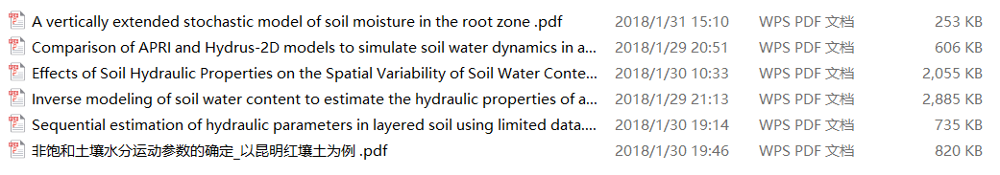 A vertically extended stochastic model of soil moisture in the root zone .pdf 2018/1/31 15:10 WPS PDF 文档 253 KB
Comparison of APRI and Hydrus-2D models to simulate soil water dynamics in a... 2018/1/29 20:51 WPS PDF 文档 606 KB
Effects of Soil Hydraulic Properties on the Spatial Variability of Soil Water Conte... 2018/1/30 10:33 WPS PDF 文档 2,055 KB
Inverse modeling of soil water content to estimate the hydraulic properties of a... 2018/1/29 21:13 WPS PDF 文档 2,885 KB
Sequential estimation of hydraulic parameters in layered soil using limited data.... 2018/1/30 19:14 WPS PDF 文档 735 KB
非饱和土壤水分运动参数的确定_以昆明红壤土为例 .pdf 2018/1/30 19:46 WPS PDF 文档 820 KB